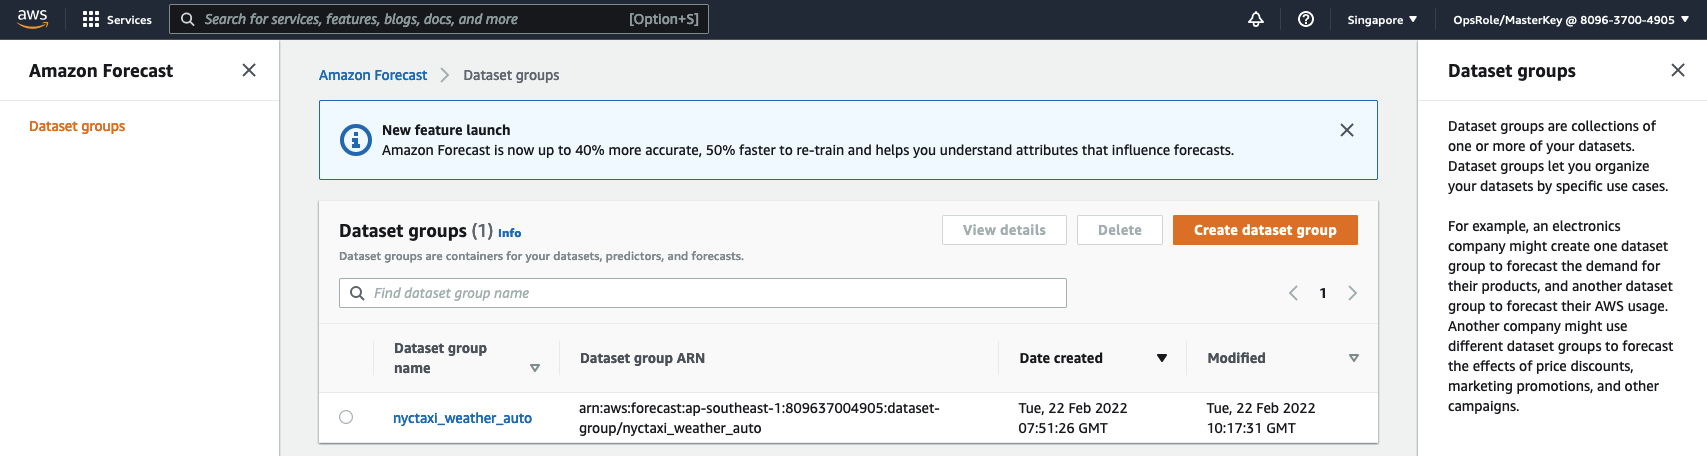 aws
Services
Search for services, features, blogs, docs, and more
[Option+S]
Singapore
OpsRole/MasterKey @ 8096-3700-4905
Amazon Forecast
Dataset groups
Amazon Forecast
Dataset groups
New feature launch
Amazon Forecast is now up to 40% more accurate, 50% faster to re-train and helps you understand attributes that influence forecasts.
Dataset groups (1) Info
View details
Delete
Create dataset group
Dataset groups are containers for your datasets, predictors, and forecasts.
Find dataset group name
1
Dataset group
name
Dataset group ARN
Date created
Modified
nyctaxi_weather_auto
arn:aws:forecast:ap-southeast-1:809637004905:dataset-
group/nyctaxi_weather_auto
Tue, 22 Feb 2022
07:51:26 GMT
Tue, 22 Feb 2022
10:17:31 GMT
Dataset groups
Dataset groups are collections of
one or more of your datasets.
Dataset groups let you organize
your datasets by specific use cases.
For example, an electronics
company might create one dataset
group to forecast the demand for
their products, and another dataset
group to forecast their AWS usage.
Another company might use
different dataset groups to forecast
the effects of price discounts,
marketing promotions, and other
campaigns.